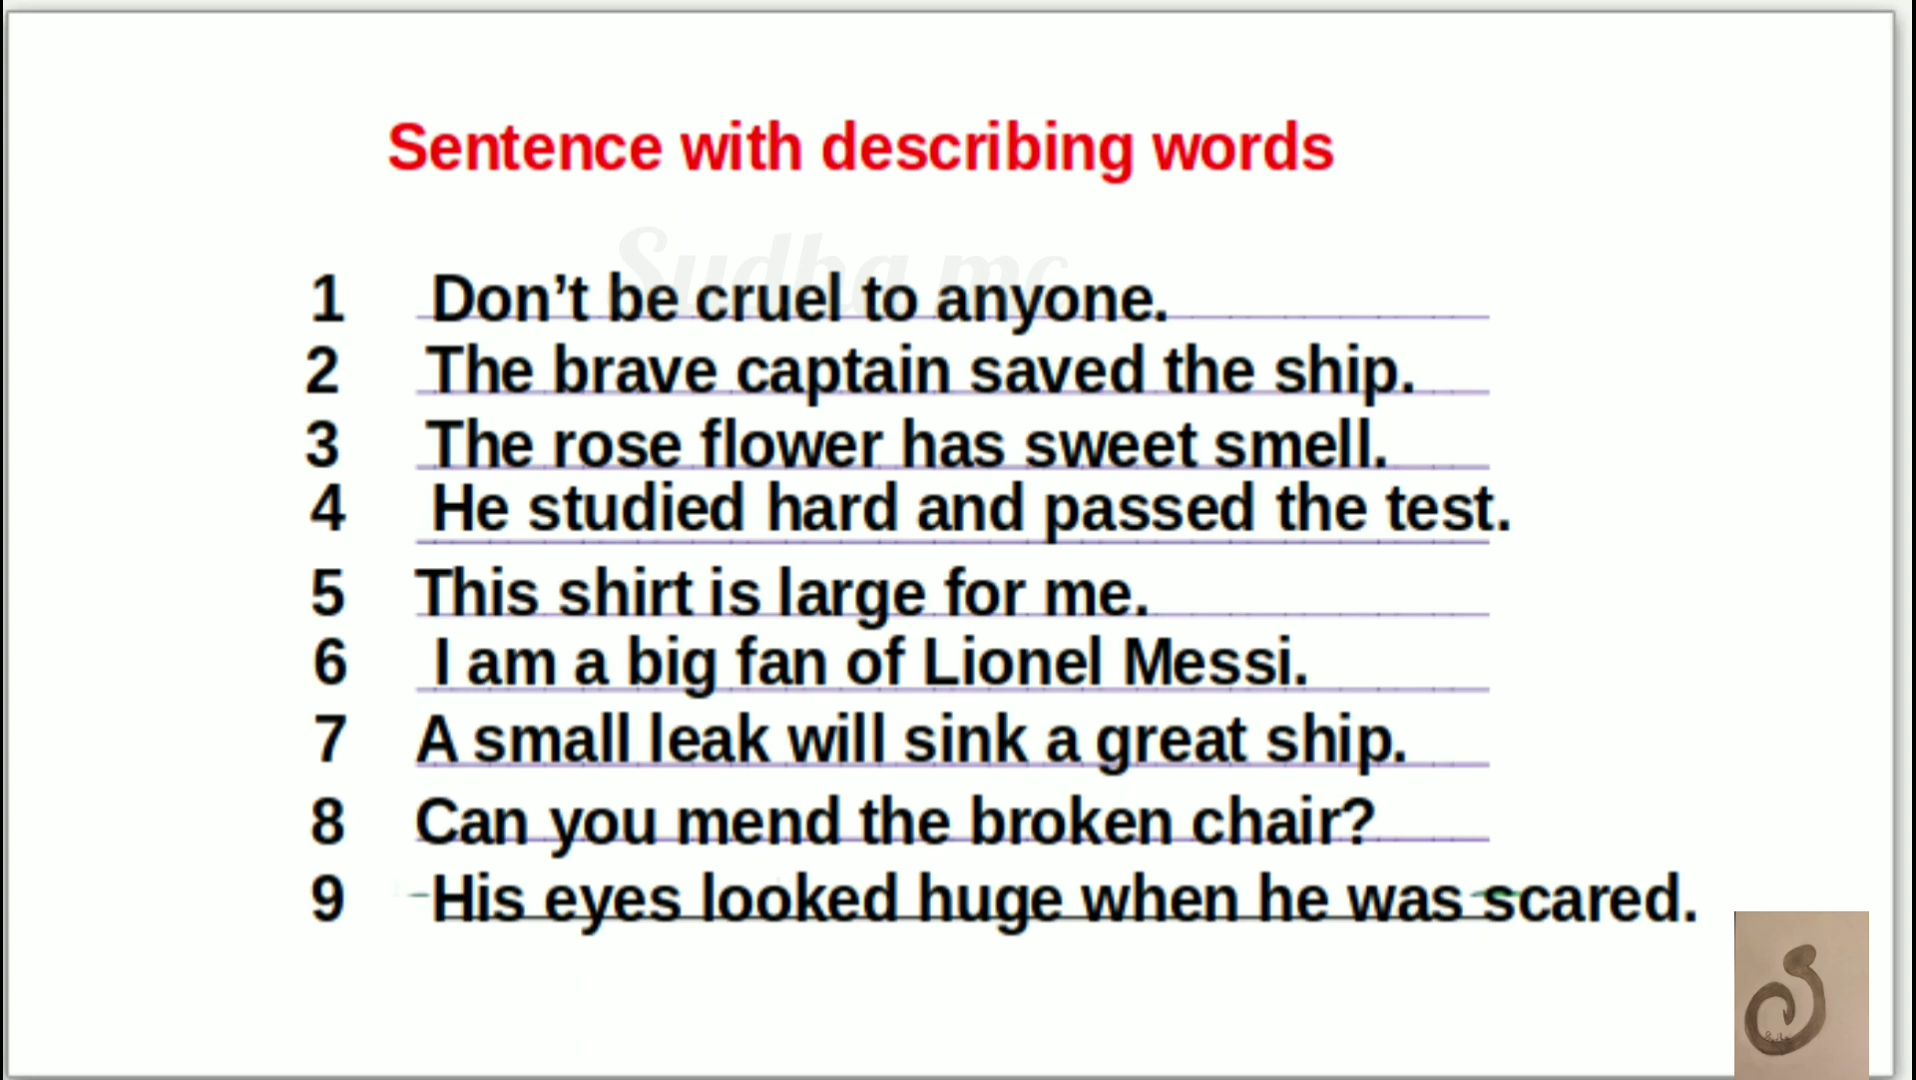 Sentence with describing words
Sudha mc
1 Don’t be cruel to anyone.
2 The brave captain saved the ship.
3 The rose flower has sweet smell.
4 He studied hard and passed the test.
5 This shirt is large for me.
6 I am a big fan of Lionel Messi.
7 A small leak will sink a great ship.
8 Can you mend the broken chair?
9 His eyes looked huge when he was scared.